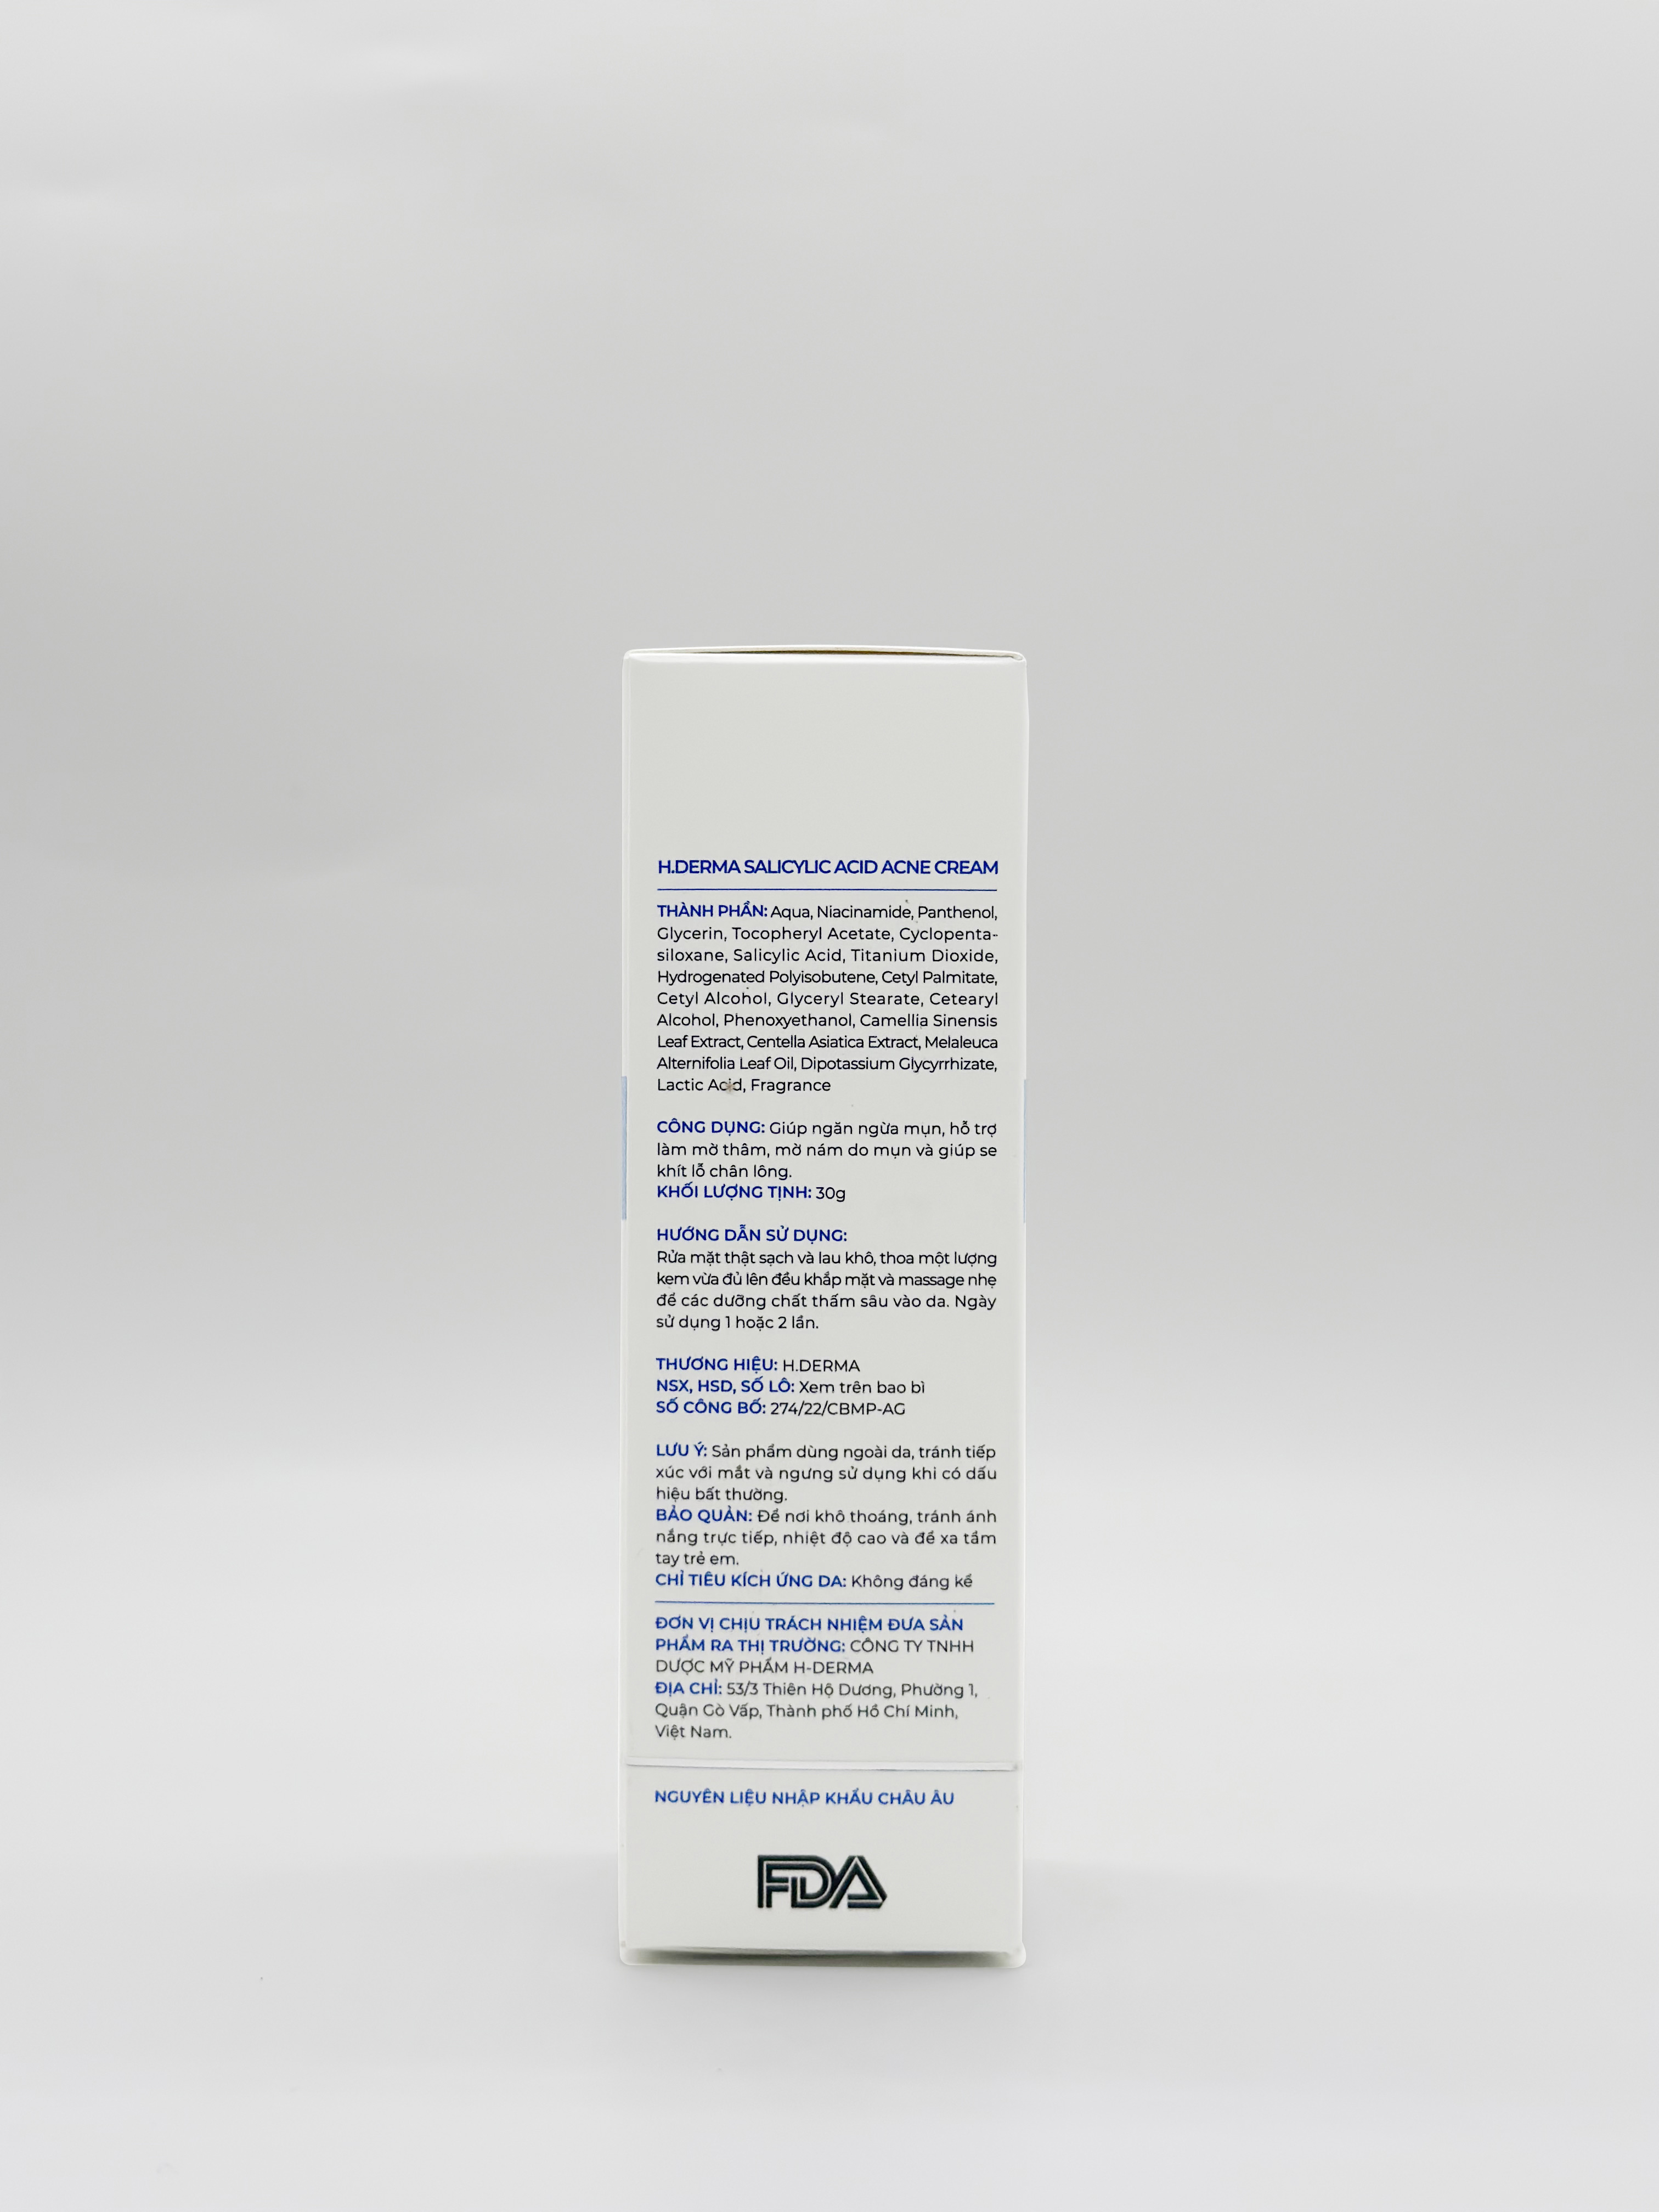 H.DERMA SALICYLIC ACID ACNE CREAM
THÀNH PHẦN: Aqua, Niacinamide, Panthenol,
Glycerin, Tocopheryl Acetate, Cyclopenta-
siloxane, Salicylic Acid, Titanium Dioxide,
Hydrogenated Polyisobutene, Cetyl Palmitate,
Cetyl Alcohol, Glyceryl Stearate, Cetearyl
Alcohol, Phenoxyethanol, Camellia Sinensis
Leaf Extract, Centella Asiatica Extract, Melaleuca
Alternifolia Leaf Oil, Dipotassium Glycyrrhizate,
Lactic Acid, Fragrance
CÔNG DỤNG: Giúp ngăn ngừa mụn, hỗ trợ
làm mờ thâm, mờ nám do mụn và giúp se
khít lỗ chân lông.
KHỐI LƯỢNG TỊNH: 30g
HƯỚNG DẪN SỬ DỤNG:
Rửa mặt thật sạch và lau khô, thoa một lượng
kem vừa đủ lên đều khắp mặt và massage nhẹ
để các dưỡng chất thấm sâu vào da. Ngày
sử dụng 1 hoặc 2 lần.
THƯƠNG HIỆU: H.DERMA
NSX, HSD, SỐ LÔ: Xem trên bao bì
SỐ CÔNG BỐ: 274/22/CBMP-AG
LƯU Ý: Sản phẩm dùng ngoài da, tránh tiếp
xúc với mắt và ngưng sử dụng khi có dấu
hiệu bất thường.
BẢO QUẢN: Để nơi khô thoáng, tránh ánh
nắng trực tiếp, nhiệt độ cao và để xa tầm
tay trẻ em.
CHỈ TIÊU KÍCH ỨNG DA: Không đáng kể
ĐƠN VỊ CHỊU TRÁCH NHIỆM ĐƯA SẢN
PHẨM RA THỊ TRƯỜNG: CÔNG TY TNHH
DƯỢC MỸ PHẨM H-DERMA
ĐỊA CHỈ: 53/3 Thiên Hộ Dương, Phường 1,
Quận Gò Vấp, Thành phố Hồ Chí Minh,
Việt Nam.
NGUYÊN LIỆU NHẬP KHẨU CHÂU ÂU
FDA